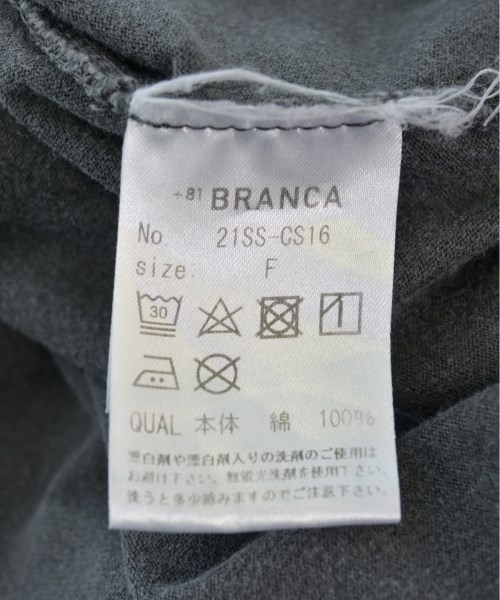 +81 BRANCA
No 21SS-CS16
size: F
30
QUAL 本体 綿 100%
漂白剤や漂白剤入りの洗剤のご使用は
お避け下さい。無蛍光洗剤を使用下さい。
洗うと多少縮みますのでご注意下さい。